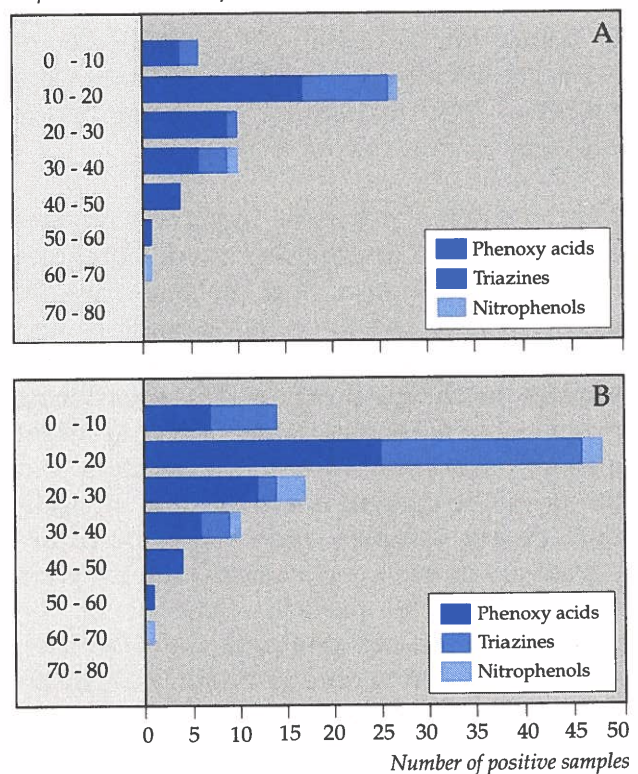 A
0 - 10
10 - 20
20 - 30
30 - 40
40 - 50
50 - 60
60 - 70
70 - 80
Phenoxy acids
Triazines
Nitrophenols
B
0 - 10
10 - 20
20 - 30
30 - 40
40 - 50
50 - 60
60 - 70
70 - 80
Phenoxy acids
Triazines
Nitrophenols
0 5 10 15 20 25 30 35 40 45 50
Number of positive samples